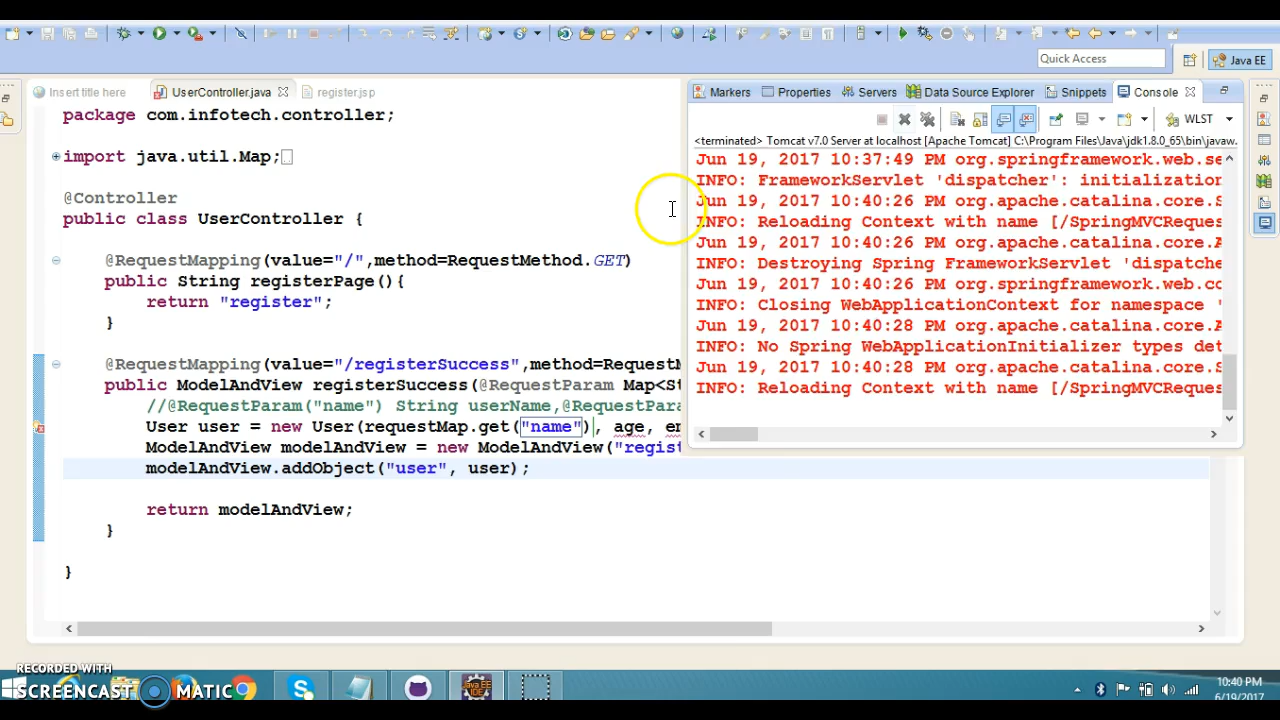 Quick Access
Java EE
Insert title here
UserController.java
register.jsp
package com.infotech.controller;
import java.util.Map;
@Controller
public class UserController {
@RequestMapping(value="/",method=RequestMethod.GET)
public String registerPage(){
return "register";
}
@RequestMapping(value="/registerSuccess",method=RequestM
public ModelAndView registerSuccess(@RequestParam Map<St
//@RequestParam("name") String userName,@RequestPara
User user = new User(requestMap.get("name"), age, em
ModelAndView modelAndView = new ModelAndView("regist
modelAndView.addObject("user", user);
return modelAndView;
}
}
Markers
Properties
Servers
Data Source Explorer
Snippets
Console
WLST
<terminated> Tomcat v7.0 Server at localhost [Apache Tomcat] C:\Program Files\Java\jdk1.8.0_65\bin\javaw.
Jun 19, 2017 10:37:49 PM org.springframework.web.se
INFO: FrameworkServlet 'dispatcher': initialization
Jun 19, 2017 10:40:26 PM org.apache.catalina.core.S
INFO: Reloading Context with name [/SpringMVCReques
Jun 19, 2017 10:40:26 PM org.apache.catalina.core.A
INFO: Destroying Spring FrameworkServlet 'dispatche
Jun 19, 2017 10:40:26 PM org.springframework.web.co
INFO: Closing WebApplicationContext for namespace '
Jun 19, 2017 10:40:28 PM org.apache.catalina.core.A
INFO: No Spring WebApplicationInitializer types det
Jun 19, 2017 10:40:28 PM org.apache.catalina.core.S
INFO: Reloading Context with name [/SpringMVCReques
RECORDED WITH
SCREENCAST MATIC
Java EE
IDE
10:40 PM
6/19/2017